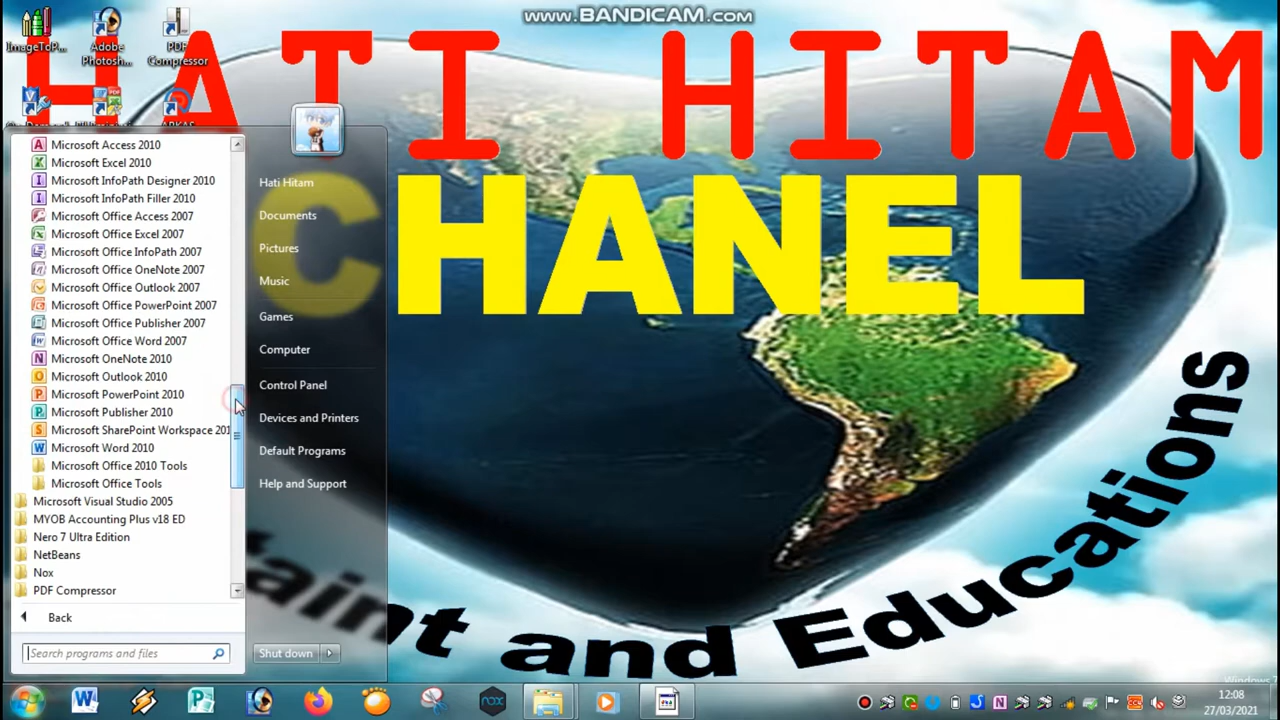 www.BANDICAM.com
HATI HITAM
CHANEL
and Educations
ImageToP...
Adobe Photosh...
PDF Compressor
ARKAS
Microsoft Access 2010
Microsoft Excel 2010
Microsoft InfoPath Designer 2010
Microsoft InfoPath Filler 2010
Microsoft Office Access 2007
Microsoft Office Excel 2007
Microsoft Office InfoPath 2007
Microsoft Office OneNote 2007
Microsoft Office Outlook 2007
Microsoft Office PowerPoint 2007
Microsoft Office Publisher 2007
Microsoft Office Word 2007
Microsoft OneNote 2010
Microsoft Outlook 2010
Microsoft PowerPoint 2010
Microsoft Publisher 2010
Microsoft SharePoint Workspace 201
Microsoft Word 2010
Microsoft Office 2010 Tools
Microsoft Office Tools
Microsoft Visual Studio 2005
MYOB Accounting Plus v18 ED
Nero 7 Ultra Edition
NetBeans
Nox
PDF Compressor
Back
Search programs and files
Hati Hitam
Documents
Pictures
Music
Games
Computer
Control Panel
Devices and Printers
Default Programs
Help and Support
Shut down
Windows 7
nox
12:08
27/03/2021